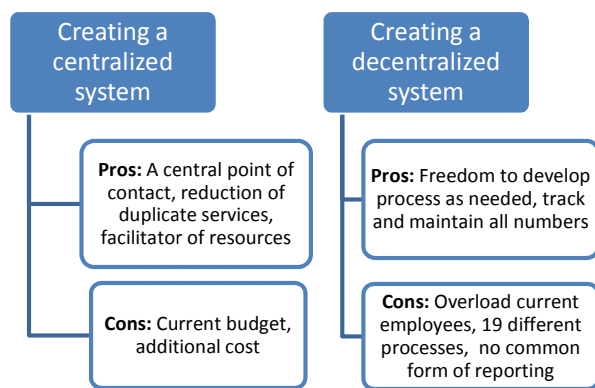 Creating a
centralized
system
Pros: A central point of
contact, reduction of
duplicate services,
facilitator of resources
Cons: Current budget,
additional cost
Creating a
decentralized
system
Pros: Freedom to develop
process as needed, track
and maintain all numbers
Cons: Overload current
employees, 19 different
processes,  no common
form of reporting